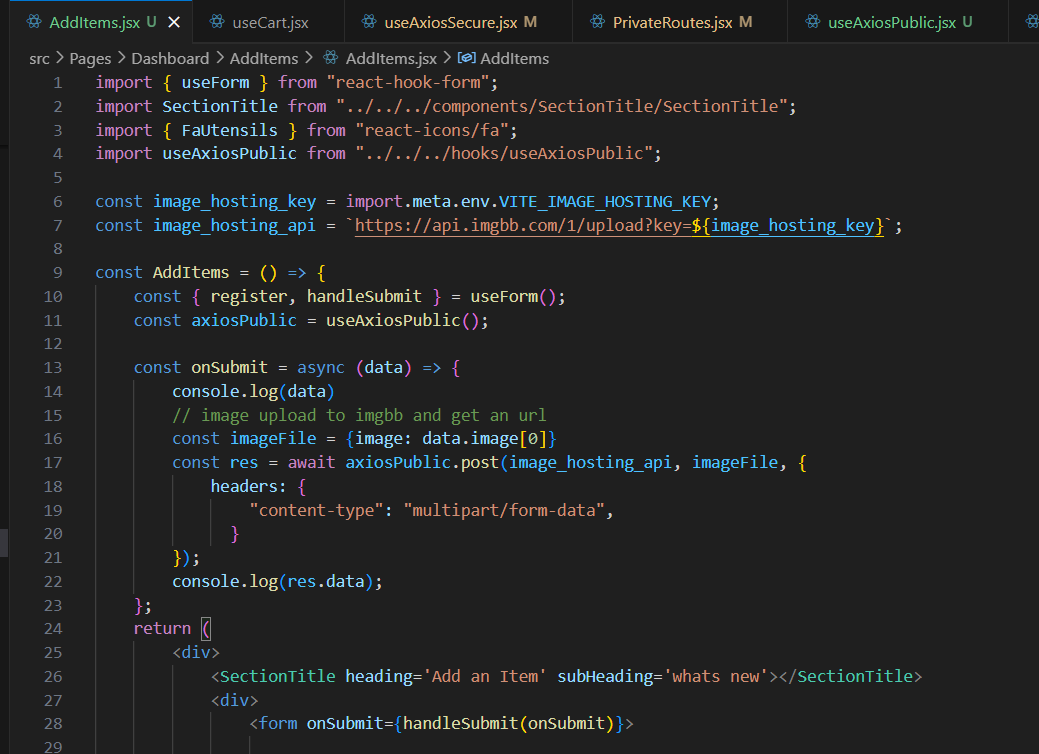 AddItems.jsx U × useCart.jsx useAxiosSecure.jsx M PrivateRoutes.jsx M useAxiosPublic.jsx U
src > Pages > Dashboard > AddItems > AddItems.jsx > AddItems
1 import { useForm } from "react-hook-form";
2 import SectionTitle from "../../../components/SectionTitle/SectionTitle";
3 import { FaUtensils } from "react-icons/fa";
4 import useAxiosPublic from "../../../hooks/useAxiosPublic";
5
6 const image_hosting_key = import.meta.env.VITE_IMAGE_HOSTING_KEY;
7 const image_hosting_api = `https://api.imgbb.com/1/upload?key=${image_hosting_key}`;
8
9 const AddItems = () => {
10     const { register, handleSubmit } = useForm();
11     const axiosPublic = useAxiosPublic();
12
13     const onSubmit = async (data) => {
14         console.log(data)
15         // image upload to imgbb and get an url
16         const imageFile = {image: data.image[0]}
17         const res = await axiosPublic.post(image_hosting_api, imageFile, {
18             headers: {
19                 "content-type": "multipart/form-data",
20               }
21         });
22         console.log(res.data);
23     };
24     return (
25         <div>
26             <SectionTitle heading='Add an Item' subHeading='whats new'></SectionTitle>
27             <div>
28                 <form onSubmit={handleSubmit(onSubmit)}>
29